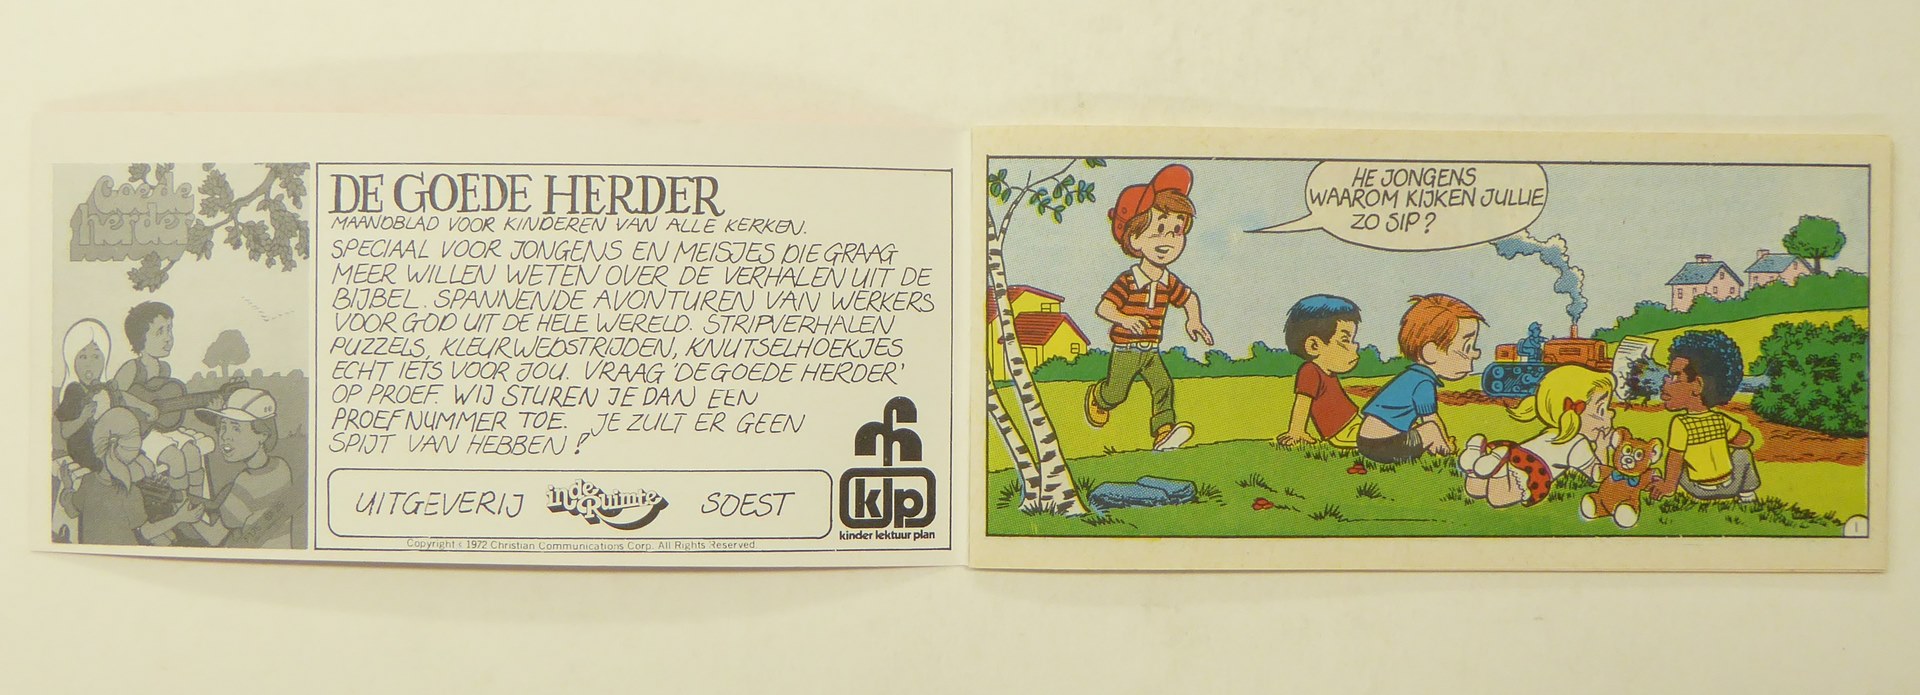 Goede
herder
DE GOEDE HERDER
MAANDBLAD VOOR KINDEREN VAN ALLE KERKEN.
SPECIAAL VOOR JONGENS EN MEISJES DIE GRAAG
MEER WILLEN WETEN OVER DE VERHALEN UIT DE
BIJBEL. SPANNENDE AVONTUREN VAN WERKERS
VOOR GOD UIT DE HELE WERELD. STRIPVERHALEN
PUZZELS, KLEURWEDSTRIJDEN, KNUTSELHOEKJES
ECHT IETS VOOR JOU. VRAAG 'DE GOEDE HERDER'
OP PROEF. WIJ STUREN JE DAN EEN
PROEFNUMMER TOE. JE ZULT ER GEEN
SPIJT VAN HEBBEN!
UITGEVERIJ in de Ruimte SOEST
klp
kinder lektuur plan
Copyright © 1972 Christian Communications Corp. All Rights Reserved.
HE JONGENS
WAAROM KIJKEN JULLIE
ZO SIP?
1